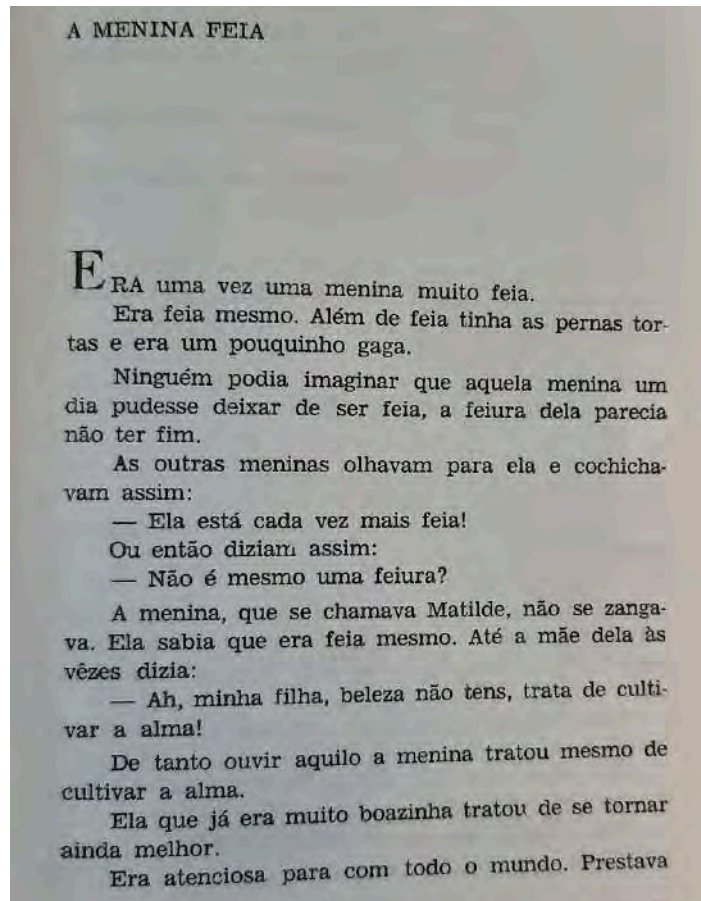 A MENINA FEIA
ERA uma vez uma menina muito feia.
Era feia mesmo. Além de feia tinha as pernas tor-
tas e era um pouquinho gaga.
Ninguém podia imaginar que aquela menina um
dia pudesse deixar de ser feia, a feiura dela parecia
não ter fim.
As outras meninas olhavam para ela e cochicha-
vam assim:
— Ela está cada vez mais feia!
Ou então diziam assim:
— Não é mesmo uma feiura?
A menina, que se chamava Matilde, não se zanga-
va. Ela sabia que era feia mesmo. Até a mãe dela às
vêzes dizia:
— Ah, minha filha, beleza não tens, trata de culti-
var a alma!
De tanto ouvir aquilo a menina tratou mesmo de
cultivar a alma.
Ela que já era muito boazinha tratou de se tornar
ainda melhor.
Era atenciosa para com todo o mundo. Prestava